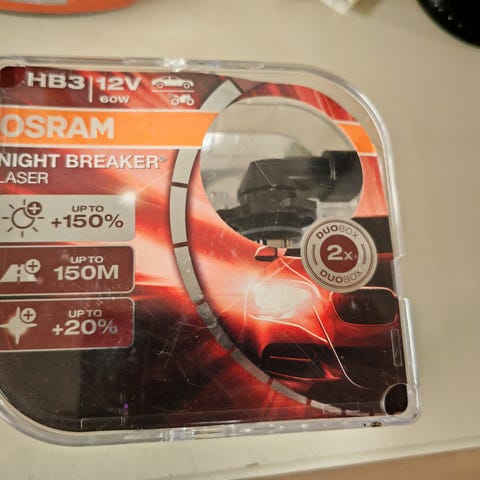 HB3 12V
60W
OSRAM
NIGHT BREAKER®
LASER
UP TO
+150%
UP TO
150M
UP TO
+20%
DUOBOX
2x
DUOBOX